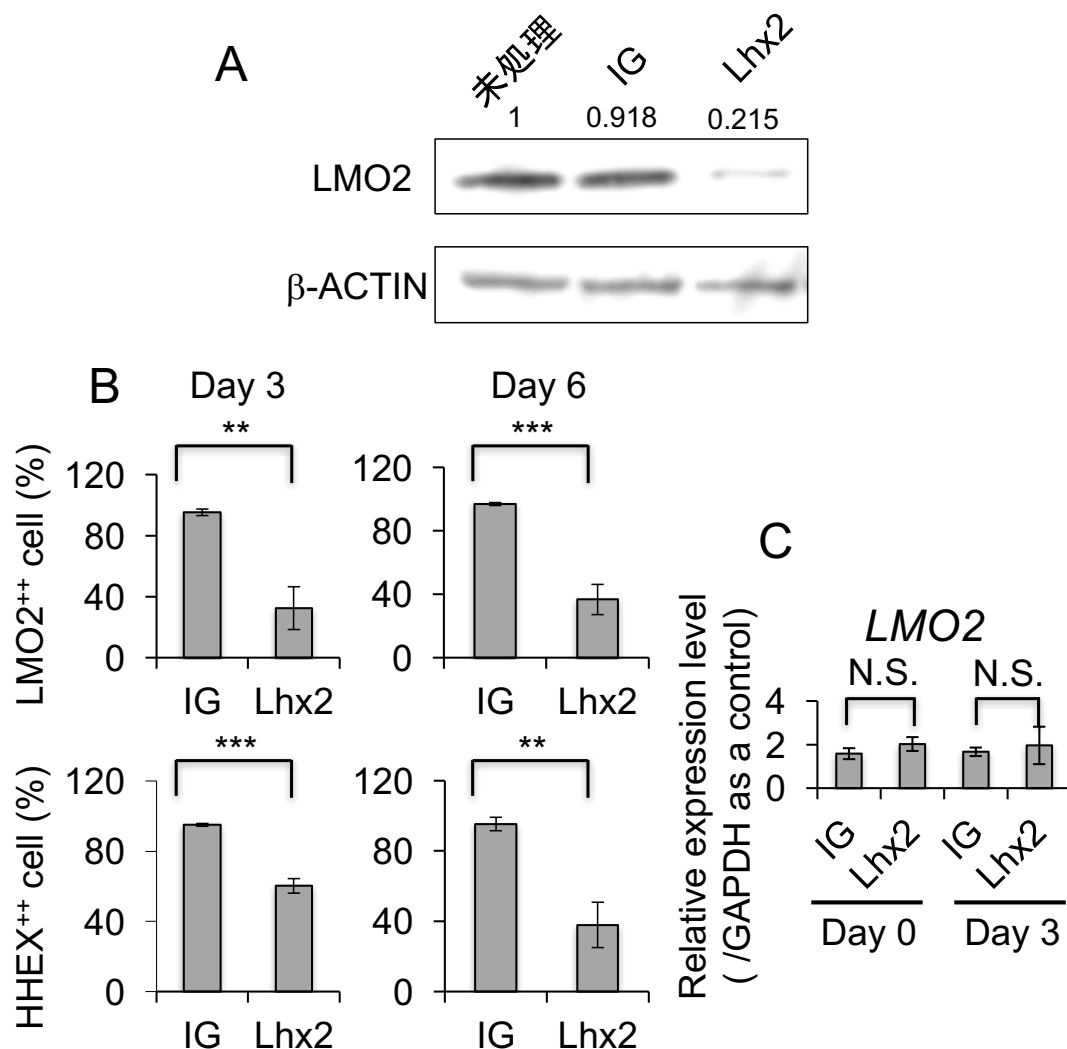 A
未処理 IG Lhx2
1 0.918 0.215
LMO2
β-ACTIN
B
Day 3 Day 6
** ***
LMO2++ cell (%)
120
80
40
0
120
80
40
0
IG Lhx2 IG Lhx2
*** **
HHEX++ cell (%)
120
80
40
0
120
80
40
0
IG Lhx2 IG Lhx2
C
Relative expression level
( /GAPDH as a control)
LMO2
N.S. N.S.
4
2
0
IG Lhx2 IG Lhx2
Day 0 Day 3